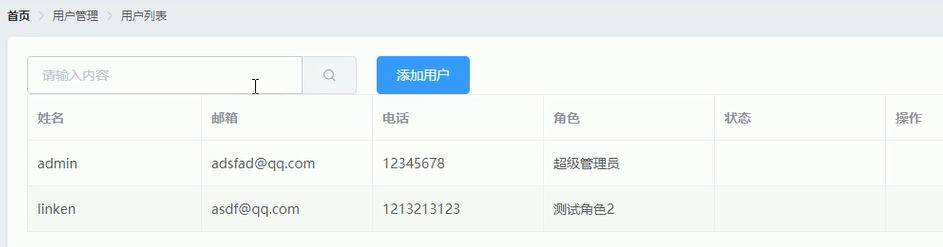 首页 > 用户管理 > 用户列表
请输入内容 添加用户
姓名 邮箱 电话 角色 状态 操作
admin adsfad@qq.com 12345678 超级管理员
linken asdf@qq.com 1213213123 测试角色2